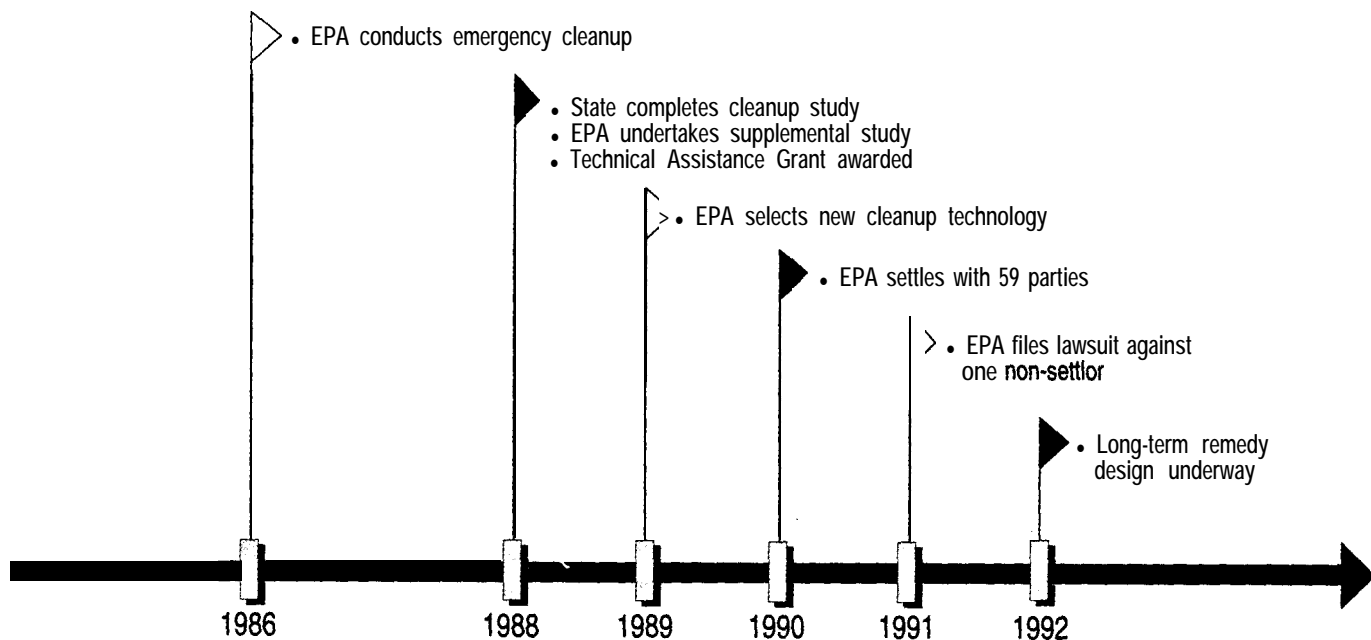 • EPA conducts emergency cleanup
• State completes cleanup study
• EPA undertakes supplemental study
• Technical Assistance Grant awarded
• EPA selects new cleanup technology
• EPA settles with 59 parties
• EPA files lawsuit against
one non-settlor
• Long-term remedy
design underway
1986 1988 1989 1990 1991 1992